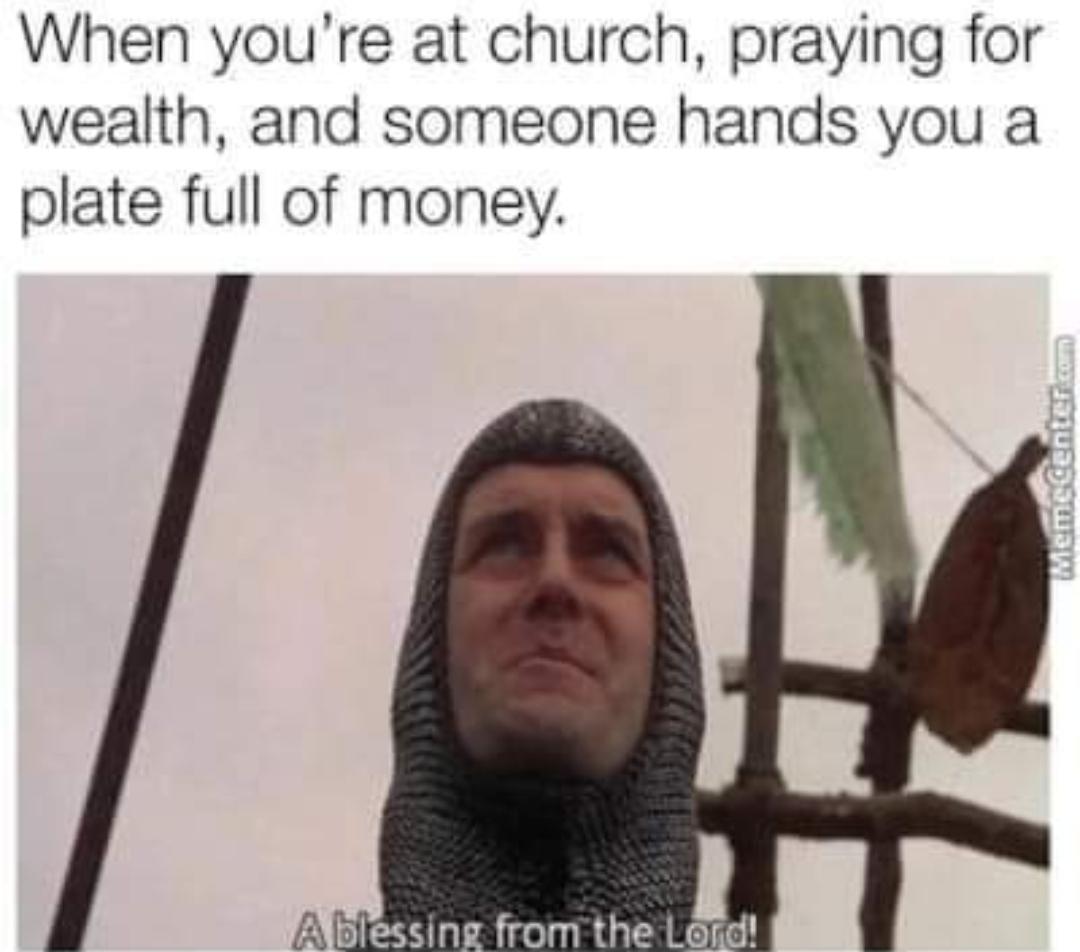 When you're at church, praying for
wealth, and someone hands you a
plate full of money.
MemeCenter.com
A blessing from the Lord!